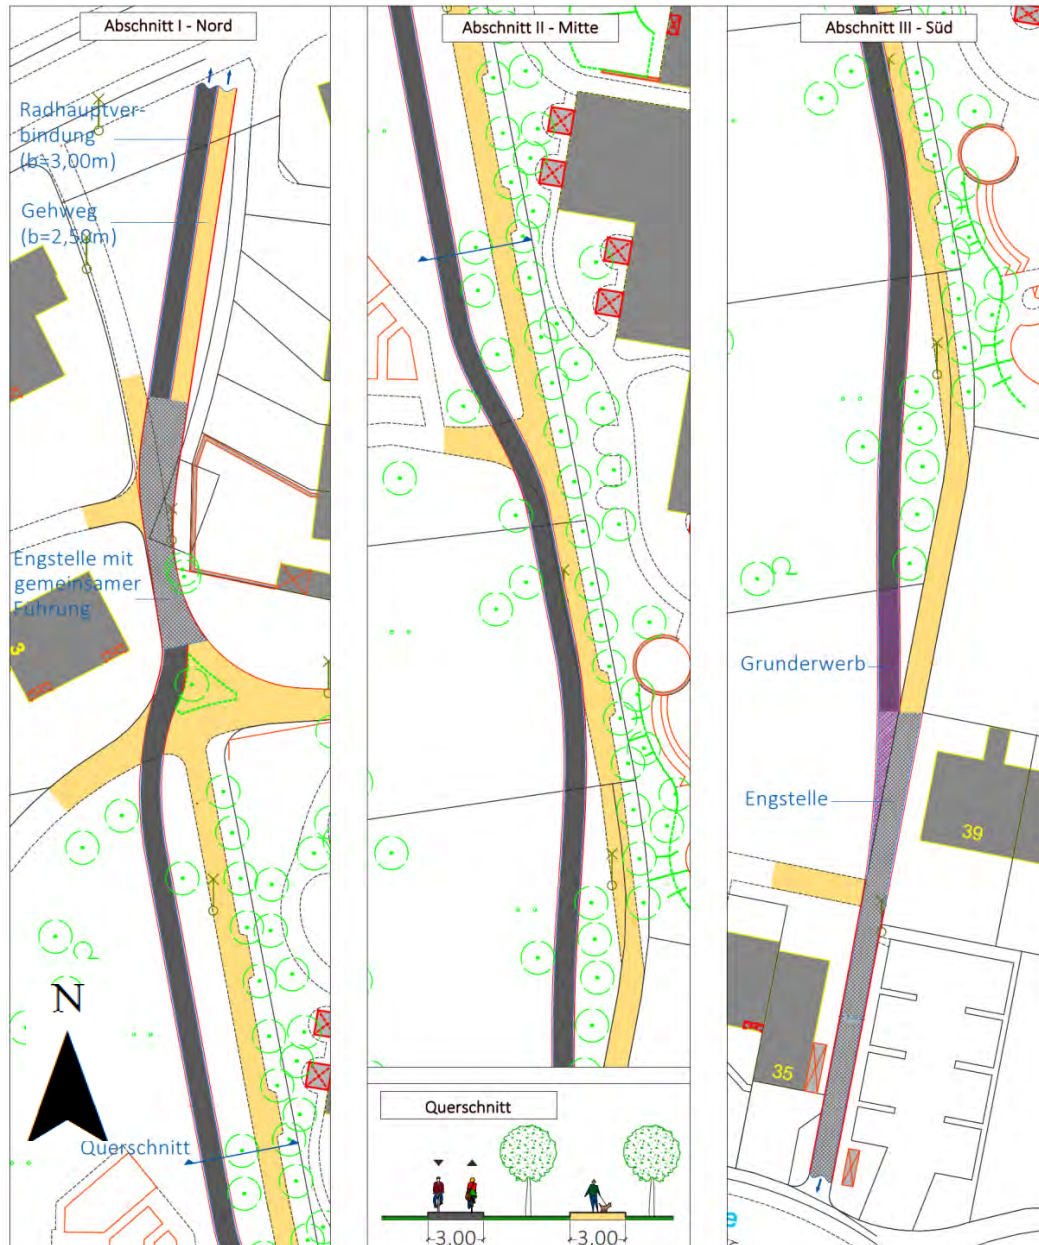 Abschnitt I - Nord
Radhauptver-
bindung
(b=3,00m)
Gehweg
(b=2,50m)
Engstelle mit
gemeinsamer
Führung
3
N
Querschnitt
Abschnitt II - Mitte
Querschnitt
3.00
3.00
Abschnitt III - Süd
Grunderwerb
Engstelle
39
35
e